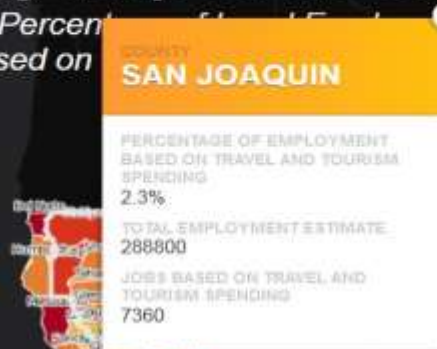 Percen
sed on
COUNTY
SAN JOAQUIN
PERCENTAGE OF EMPLOYMENT
BASED ON TRAVEL AND TOURISM
SPENDING
2.3%
TOTAL EMPLOYMENT ESTIMATE
288800
JOBS BASED ON TRAVEL AND
TOURISM SPENDING
7360